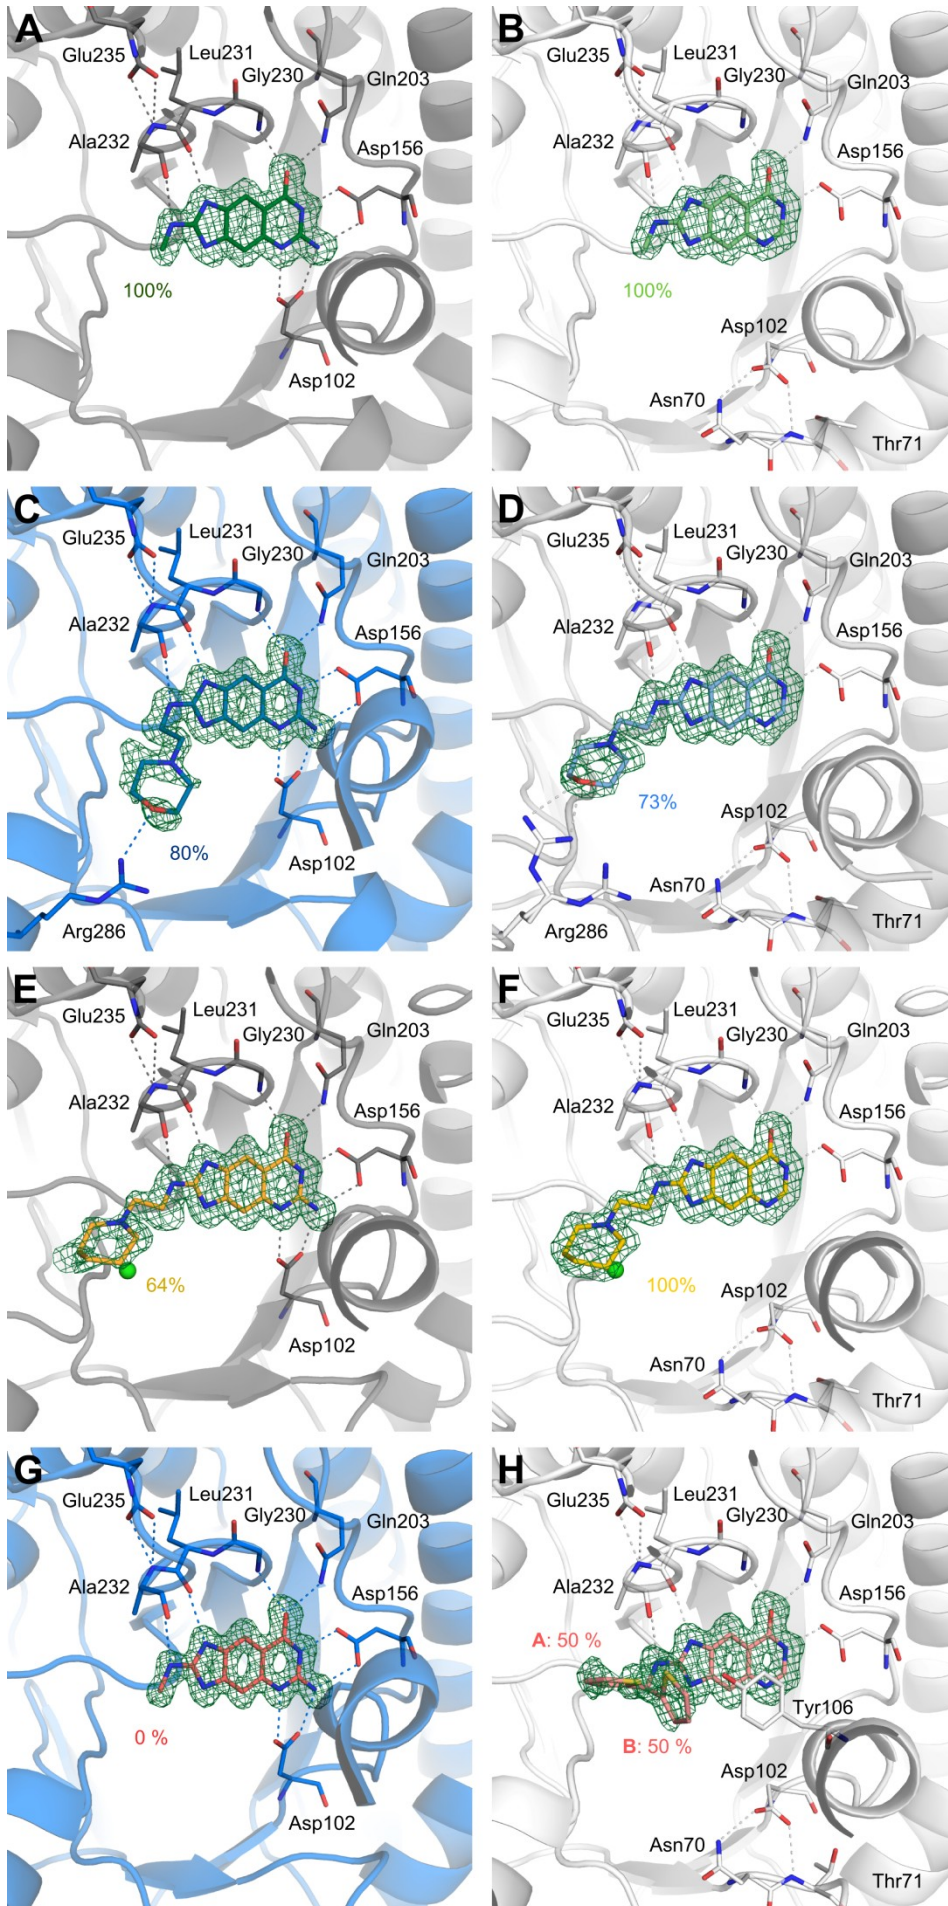 A
Glu235
Leu231
Gly230
Gln203
Ala232
Asp156
100%
Asp102
B
Glu235
Leu231
Gly230
Gln203
Ala232
Asp156
100%
Asp102
Asn70
Thr71
C
Glu235
Leu231
Gly230
Gln203
Ala232
Asp156
80%
Asp102
Arg286
D
Glu235
Leu231
Gly230
Gln203
Ala232
Asp156
73%
Asp102
Asn70
Arg286
Thr71
E
Glu235
Leu231
Gly230
Gln203
Ala232
Asp156
64%
Asp102
F
Glu235
Leu231
Gly230
Gln203
Ala232
Asp156
100%
Asp102
Asn70
Thr71
G
Glu235
Leu231
Gly230
Gln203
Ala232
Asp156
0 %
Asp102
H
Glu235
Leu231
Gly230
Gln203
Ala232
Asp156
A: 50 %
Tyr106
B: 50 %
Asp102
Asn70
Thr71